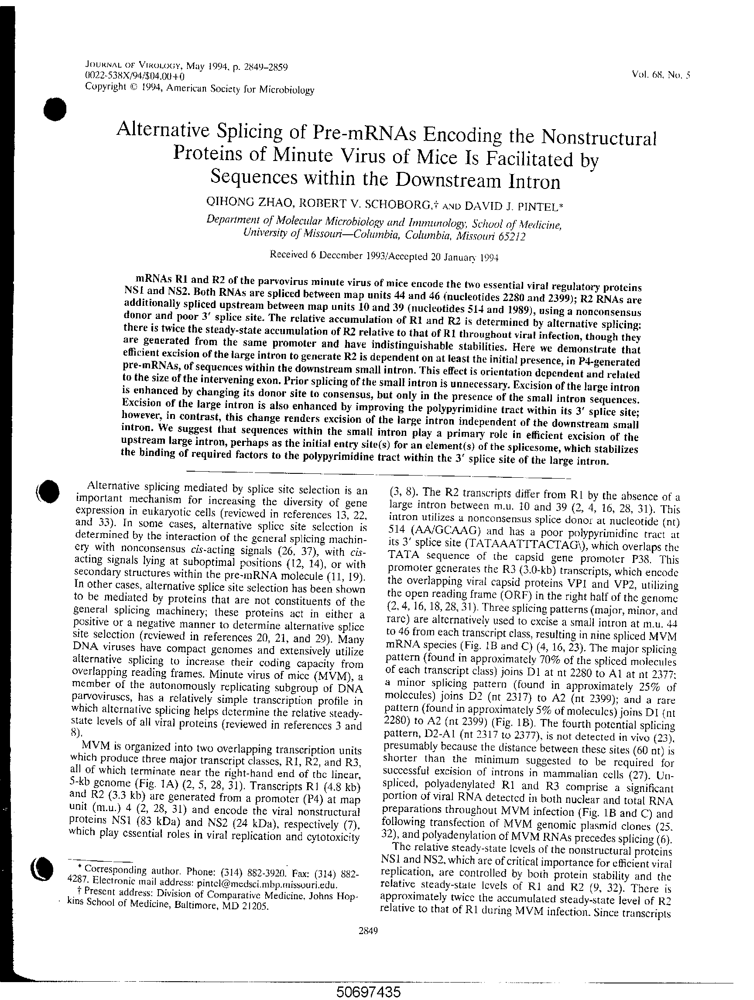 JOURNAL OF VIROLOGY, May 1994, p. 2849–2859
0022-538X/94/$04.00+0
Copyright © 1994, American Society for Microbiology
Vol. 68, No. 5
Alternative Splicing of Pre-mRNAs Encoding the Nonstructural
Proteins of Minute Virus of Mice Is Facilitated by
Sequences within the Downstream Intron
QIHONG ZHAO, ROBERT V. SCHOBORG,† AND DAVID J. PINTEL*
Department of Molecular Microbiology and Immunology, School of Medicine,
University of Missouri—Columbia, Columbia, Missouri 65212
Received 6 December 1993/Accepted 20 January 1994
mRNAs R1 and R2 of the parvovirus minute virus of mice encode the two essential viral regulatory proteins
NS1 and NS2. Both RNAs are spliced between map units 44 and 46 (nucleotides 2280 and 2399); R2 RNAs are
additionally spliced upstream between map units 10 and 39 (nucleotides 514 and 1989), using a nonconsensus
donor and poor 3′ splice site. The relative accumulation of R1 and R2 is determined by alternative splicing;
there is twice the steady-state accumulation of R2 relative to that of R1 throughout viral infection, though they
are generated from the same promoter and have indistinguishable stabilities. Here we demonstrate that
efficient excision of the large intron to generate R2 is dependent on at least the initial presence, in P4-generated
pre-mRNAs, of sequences within the downstream small intron. This effect is orientation dependent and related
to the size of the intervening exon. Prior splicing of the small intron is unnecessary. Excision of the large intron
is enhanced by changing its donor site to consensus, but only in the presence of the small intron sequences.
Excision of the large intron is also enhanced by improving the polypyrimidine tract within its 3′ splice site;
however, in contrast, this change renders excision of the large intron independent of the downstream small
intron. We suggest that sequences within the small intron play a primary role in efficient excision of the
upstream large intron, perhaps as the initial entry site(s) for an element(s) of the splicesome, which stabilizes
the binding of required factors to the polypyrimidine tract within the 3′ splice site of the large intron.
Alternative splicing mediated by splice site selection is an
important mechanism for increasing the diversity of gene
expression in eukaryotic cells (reviewed in references 13, 22,
and 33). In some cases, alternative splice site selection is
determined by the interaction of the general splicing machin-
ery with nonconsensus cis-acting signals (26, 37), with cis-
acting signals lying at suboptimal positions (12, 14), or with
secondary structures within the pre-mRNA molecule (11, 19).
In other cases, alternative splice site selection has been shown
to be mediated by proteins that are not constituents of the
general splicing machinery; these proteins act in either a
positive or a negative manner to determine alternative splice
site selection (reviewed in references 20, 21, and 29). Many
DNA viruses have compact genomes and extensively utilize
alternative splicing to increase their coding capacity from
overlapping reading frames. Minute virus of mice (MVM), a
member of the autonomously replicating subgroup of DNA
parvoviruses, has a relatively simple transcription profile in
which alternative splicing helps determine the relative steady-
state levels of all viral proteins (reviewed in references 3 and
8).
MVM is organized into two overlapping transcription units
which produce three major transcript classes, R1, R2, and R3,
all of which terminate near the right-hand end of the linear,
5-kb genome (Fig. 1A) (2, 5, 28, 31). Transcripts R1 (4.8 kb)
and R2 (3.3 kb) are generated from a promoter (P4) at map
unit (m.u.) 4 (2, 28, 31) and encode the viral nonstructural
proteins NS1 (83 kDa) and NS2 (24 kDa), respectively (7),
which play essential roles in viral replication and cytotoxicity
* Corresponding author. Phone: (314) 882-3920. Fax: (314) 882-
4287. Electronic mail address: pintel@medsci.mbp.missouri.edu.
† Present address: Division of Comparative Medicine, Johns Hop-
kins School of Medicine, Baltimore, MD 21205.
(3, 8). The R2 transcripts differ from R1 by the absence of a
large intron between m.u. 10 and 39 (2, 4, 16, 28, 31). This
intron utilizes a nonconsensus splice donor at nucleotide (nt)
514 (AA/GCAAG) and has a poor polypyrimidine tract at
its 3′ splice site (TATAAATTTACTAG\), which overlaps the
TATA sequence of the capsid gene promoter P38. This
promoter generates the R3 (3.0-kb) transcripts, which encode
the overlapping viral capsid proteins VP1 and VP2, utilizing
the open reading frame (ORF) in the right half of the genome
(2, 4, 16, 18, 28, 31). Three splicing patterns (major, minor, and
rare) are alternatively used to excise a small intron at m.u. 44
to 46 from each transcript class, resulting in nine spliced MVM
mRNA species (Fig. 1B and C) (4, 16, 23). The major splicing
pattern (found in approximately 70% of the spliced molecules
of each transcript class) joins D1 at nt 2280 to A1 at nt 2377;
a minor splicing pattern (found in approximately 25% of
molecules) joins D2 (nt 2317) to A2 (nt 2399); and a rare
pattern (found in approximately 5% of molecules) joins D1 (nt
2280) to A2 (nt 2399) (Fig. 1B). The fourth potential splicing
pattern, D2-A1 (nt 2317 to 2377), is not detected in vivo (23),
presumably because the distance between these sites (60 nt) is
shorter than the minimum suggested to be required for
successful excision of introns in mammalian cells (27). Un-
spliced, polyadenylated R1 and R3 comprise a significant
portion of viral RNA detected in both nuclear and total RNA
preparations throughout MVM infection (Fig. 1B and C) and
following transfection of MVM genomic plasmid clones (25,
32), and polyadenylation of MVM RNAs precedes splicing (6).
The relative steady-state levels of the nonstructural proteins
NS1 and NS2, which are of critical importance for efficient viral
replication, are controlled by both protein stability and the
relative steady-state levels of R1 and R2 (9, 32). There is
approximately twice the accumulated steady-state level of R2
relative to that of R1 during MVM infection. Since transcripts
2849
50697435